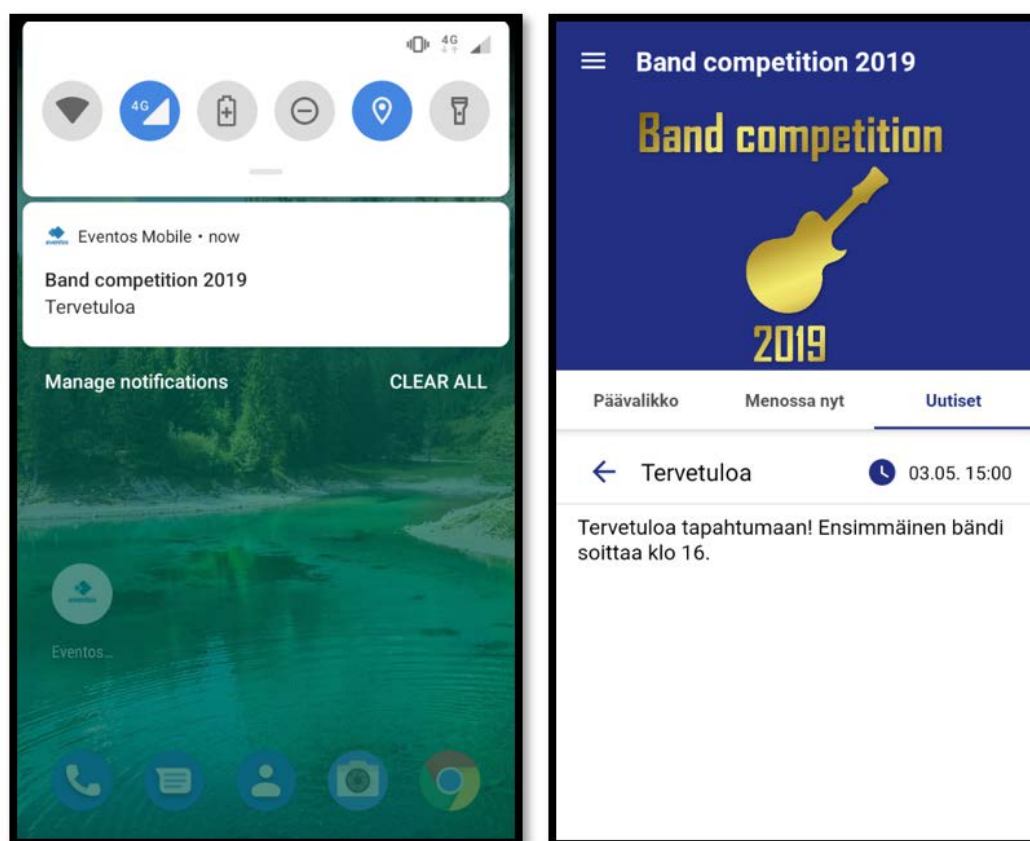 4G
4G
Eventos Mobile • now
Band competition 2019
Tervetuloa
Manage notifications
CLEAR ALL
eventos
Eventos...
Band competition 2019
Band competition
2019
Päävalikko
Menossa nyt
Uutiset
Tervetuloa
03.05. 15:00
Tervetuloa tapahtumaan! Ensimmäinen bändi
soittaa klo 16.